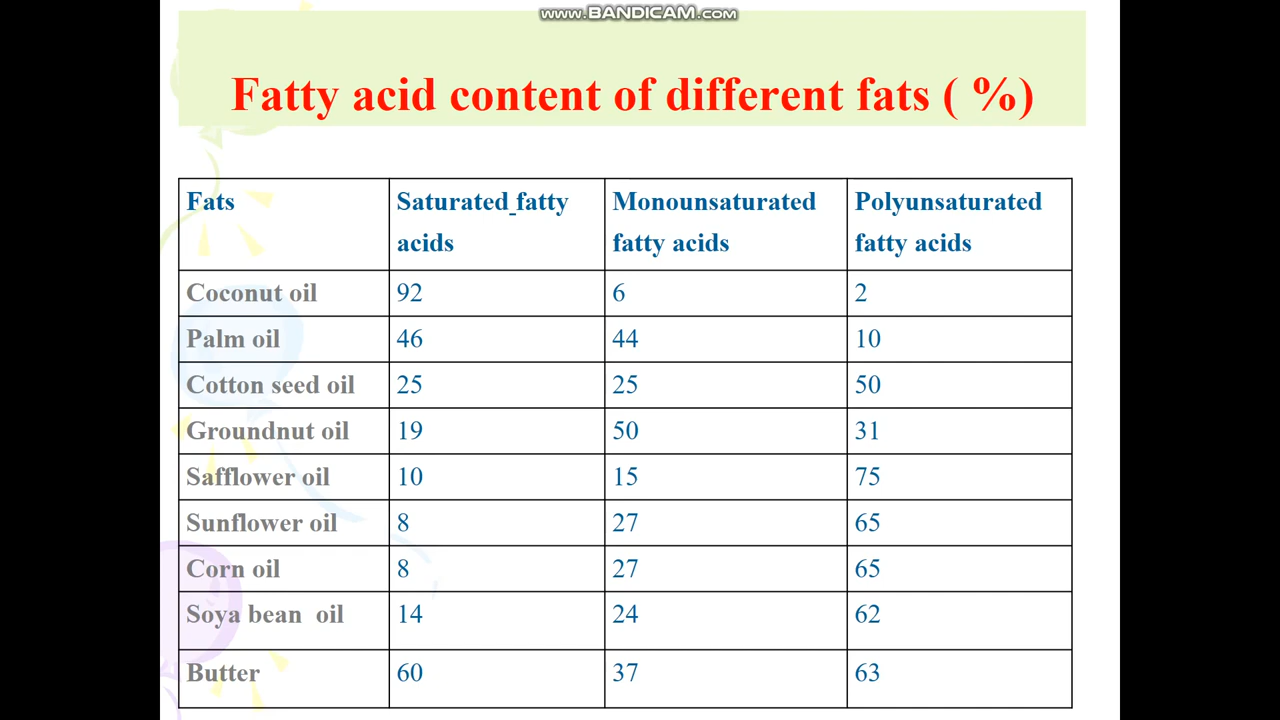 www.BANDICAM.com
Fatty acid content of different fats ( %)
Fats Saturated fatty acids Monounsaturated fatty acids Polyunsaturated fatty acids
Coconut oil 92 6 2
Palm oil 46 44 10
Cotton seed oil 25 25 50
Groundnut oil 19 50 31
Safflower oil 10 15 75
Sunflower oil 8 27 65
Corn oil 8 27 65
Soya bean oil 14 24 62
Butter 60 37 63